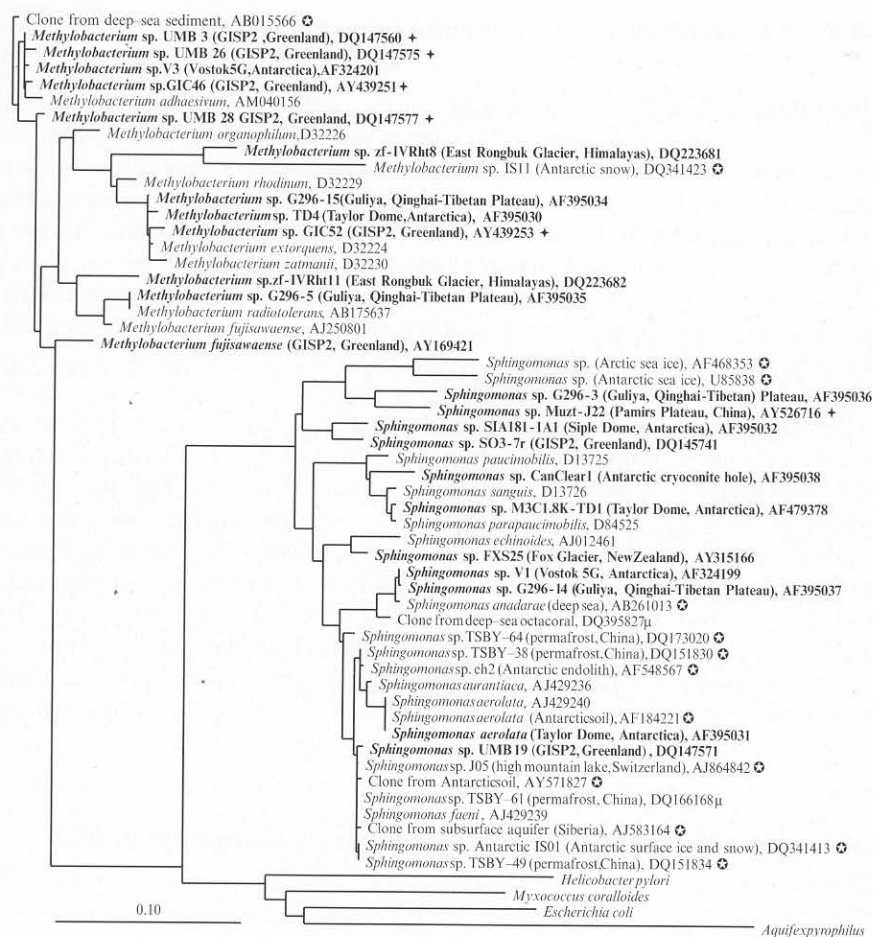 Clone from deep-sea sediment, AB015566 ✪
Methylobacterium sp. UMB 3 (GISP2 ,Greenland), DQ147560 ✦
Methylobacterium sp. UMB 26 (GISP2, Greenland), DQ147575 ✦
Methylobacterium sp.V3 (Vostok5G,Antarctica),AF324201
Methylobacterium sp.GIC46 (GISP2, Greenland), AY439251 ✦
Methylobacterium adhaesivum, AM040156
Methylobacterium sp. UMB 28 GISP2, Greenland, DQ147577 ✦
Methylobacterium organophilum,D32226
Methylobacterium sp. zf-IVRht8 (East Rongbuk Glacier, Himalayas), DQ223681
Methylobacterium sp. IS11 (Antarctic snow), DQ341423 ✪
Methylobacterium rhodinum, D32229
Methylobacterium sp. G296-15(Guliya, Qinghai-Tibetan Plateau), AF395034
Methylobacterium sp. TD4 (Taylor Dome,Antarctica), AF395030
Methylobacterium sp. GIC52 (GISP2, Greenland), AY439253 ✦
Methylobacterium extorquens, D32224
Methylobacterium zatmanii, D32230
Methylobacterium sp.zf-IVRht11 (East Rongbuk Glacier, Himalayas), DQ223682
Methylobacterium sp. G296-5 (Guliya, Qinghai-Tibetan Plateau), AF395035
Methylobacterium radiotolerans, AB175637
Methylobacterium fujisawaense, AJ250801
Methylobacterium fujisawaense (GISP2, Greenland), AY169421
Sphingomonas sp. (Arctic sea ice), AF468353 ✪
Sphingomonas sp. (Antarctic sea ice), U85838 ✪
Sphingomonas sp. G296-3 (Guliya, Qinghai-Tibetan) Plateau, AF395036
Sphingomonas sp. Muzt-J22 (Pamirs Plateau, China), AY526716 ✦
Sphingomonas sp. SIA181-1A1 (Siple Dome, Antarctica), AF395032
Sphingomonas sp. SO3-7r (GISP2, Greenland), DQ145741
Sphingomonas paucimobilis, D13725
Sphingomonas sp. CanClear1 (Antarctic cryoconite hole), AF395038
Sphingomonas sanguis, D13726
Sphingomonas sp. M3C1.8K-TD1 (Taylor Dome, Antarctica), AF479378
Sphingomonas parapaucimobilis, D84525
Sphingomonas echinoides, AJ012461
Sphingomonas sp. FXS25 (Fox Glacier, NewZealand), AY315166
Sphingomonas sp. V1 (Vostok 5G, Antarctica), AF324199
Sphingomonas sp. G296-14 (Guliya, Qinghai-Tibetan Plateau), AF395037
Sphingomonas anadarae (deep sea), AB261013 ✪
Clone from deep-sea octacoral, DQ395827μ
Sphingomonas sp. TSBY-64 (permafrost, China), DQ173020 ✪
Sphingomonas sp. TSBY-38 (permafrost, China), DQ151830 ✪
Sphingomonas sp. eh2 (Antarctic endolith), AF548567 ✪
Sphingomonas aurantiaca, AJ429236
Sphingomonas aerolata, AJ429240
Sphingomonas aerolata (Antarcticsoil), AF184221 ✪
Sphingomonas aerolata (Taylor Dome, Antarctica), AF395031
Sphingomonas sp. UMB19 (GISP2, Greenland) , DQ147571
Sphingomonas sp. J05 (high mountain lake, Switzerland), AJ864842 ✪
Clone from Antarcticsoil, AY571827 ✪
Sphingomonas sp. TSBY-61 (permafrost, China), DQ166168μ
Sphingomonas faeni , AJ429239
Clone from subsurface aquifer (Siberia), AJ583164 ✪
Sphingomonas sp. Antarctic IS01 (Antarctic surface ice and snow), DQ341413 ✪
Sphingomonas sp. TSBY-49 (permafrost,China), DQ151834 ✪
Helicobacter pylori
Myxococcus coralloides
Escherichia coli
Aquifexpyrophilus
0.10